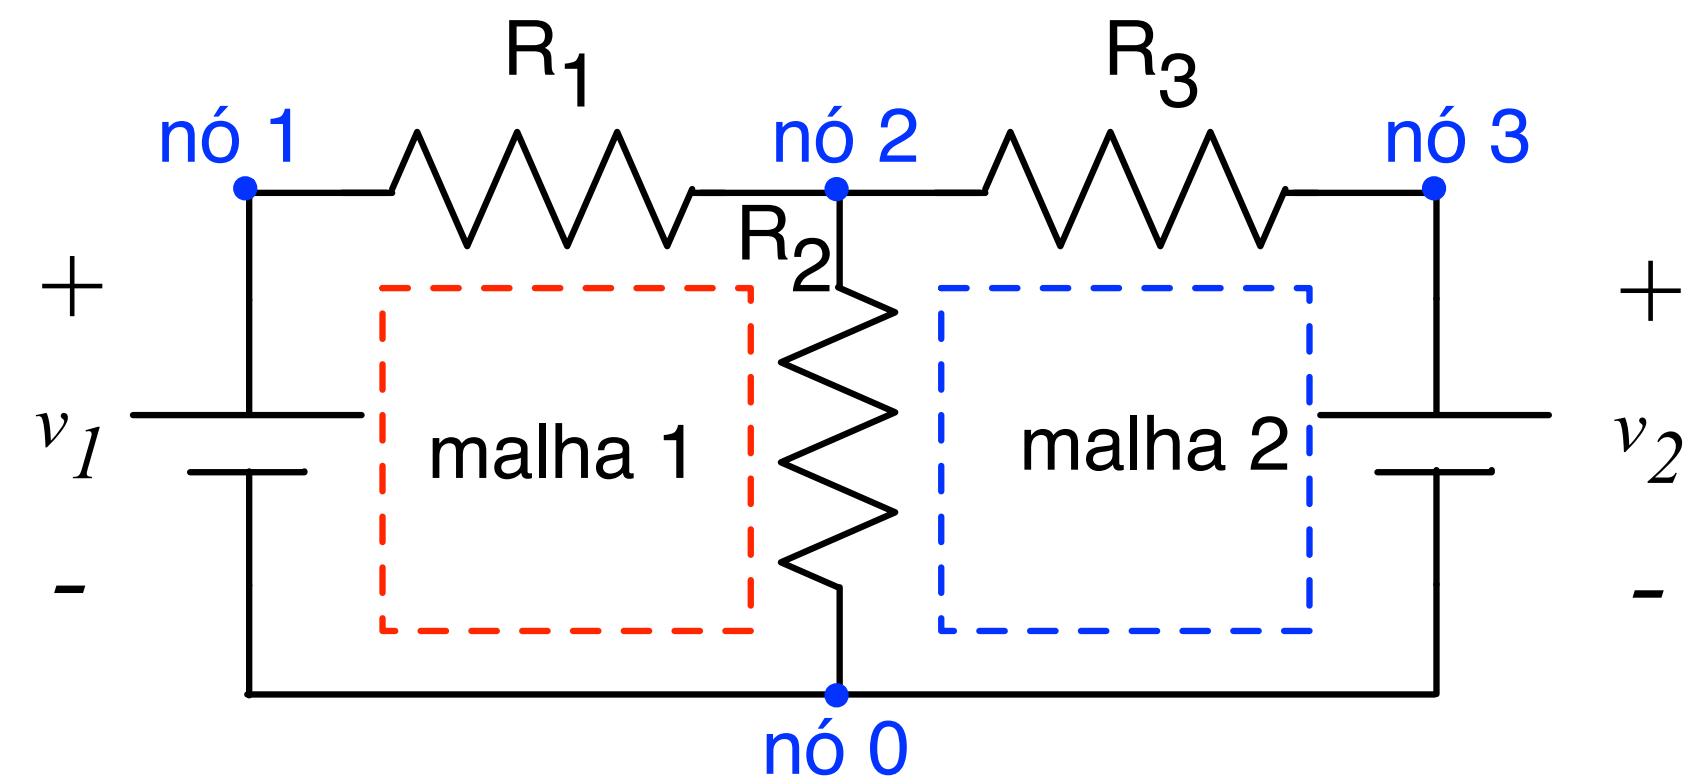 R1
R3
nó 1
nó 2
nó 3
R2
+
+
v1
malha 1
malha 2
v2
-
-
nó 0